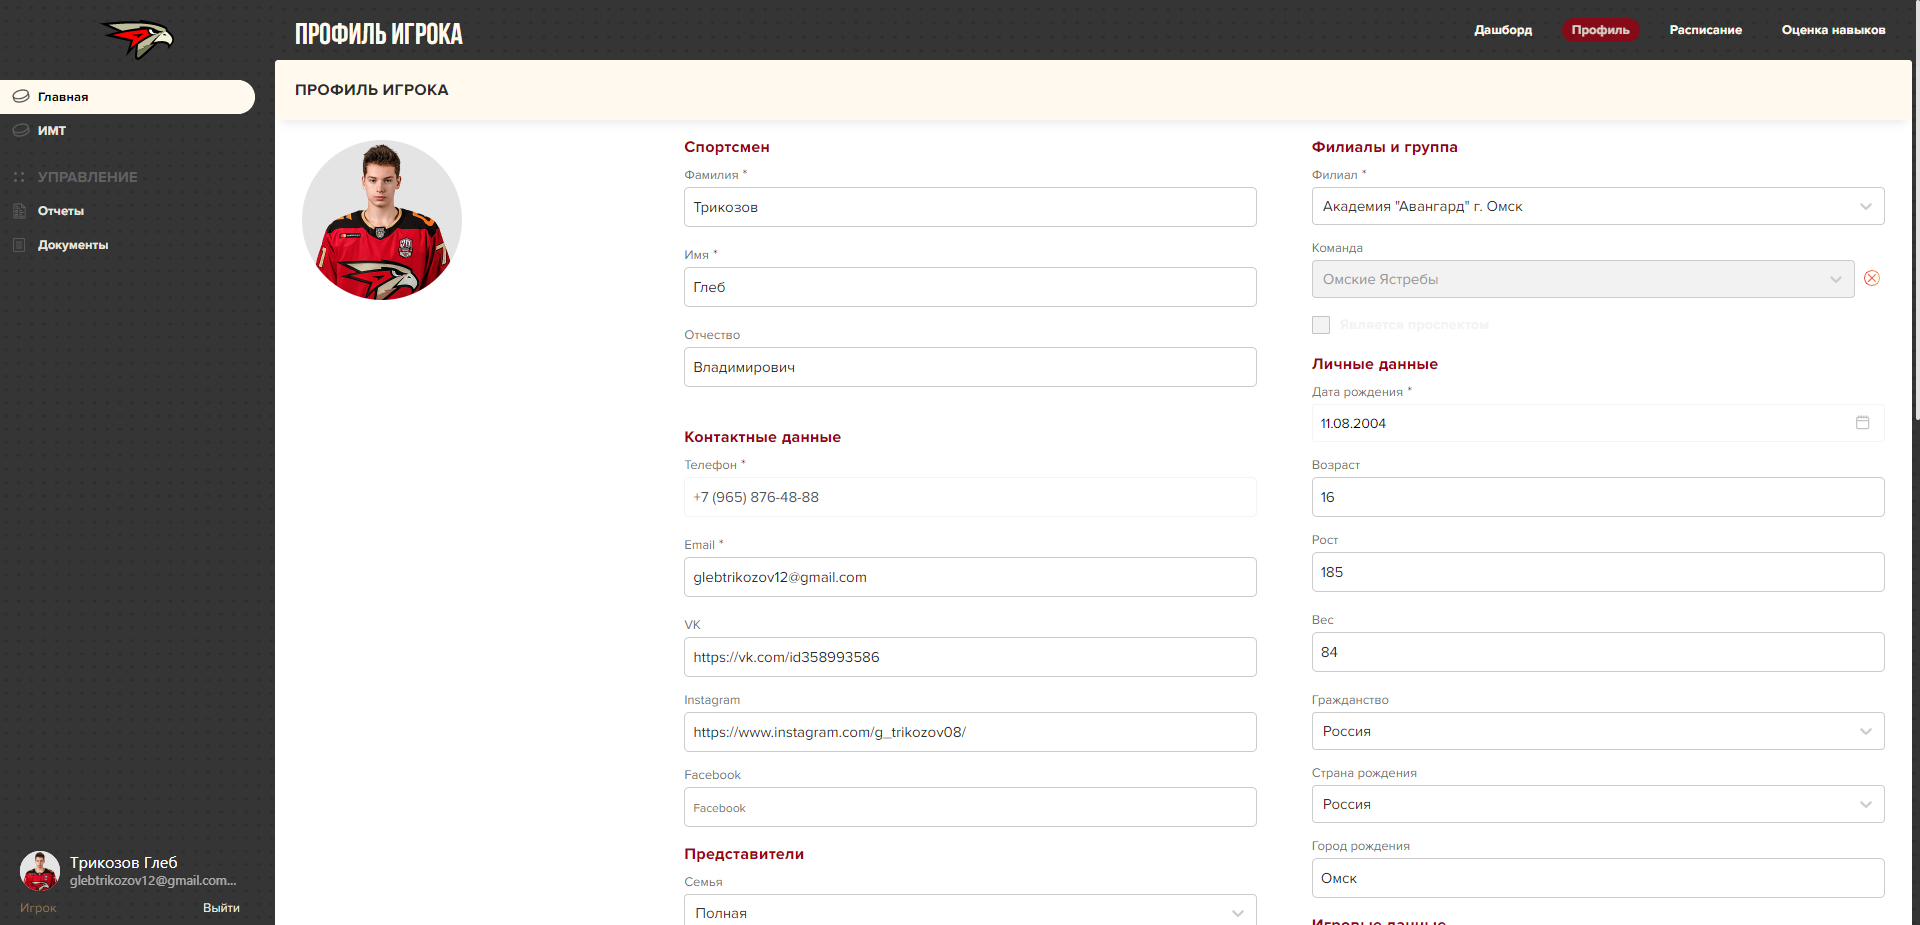 ПРОФИЛЬ ИГРОКА
Дашборд
Профиль
Расписание
Оценка навыков
Главная
ИМТ
УПРАВЛЕНИЕ
Отчеты
Документы
ПРОФИЛЬ ИГРОКА
Спортсмен
Фамилия *
Трикозов
Имя *
Глеб
Отчество
Владимирович
Контактные данные
Телефон *
+7 (965) 876-48-88
Email *
glebtrikozov12@gmail.com
VK
https://vk.com/id358993586
Instagram
https://www.instagram.com/g_trikozov08/
Facebook
Facebook
Представители
Семья
Полная
Филиалы и группа
Филиал *
Академия "Авангард" г. Омск
Команда
Омские Ястребы
Является проспектом
Личные данные
Дата рождения *
11.08.2004
Возраст
16
Рост
185
Вес
84
Гражданство
Россия
Страна рождения
Россия
Город рождения
Омск
Игровые данные
Трикозов Глеб
glebtrikozov12@gmail.com...
Игрок
Выйти